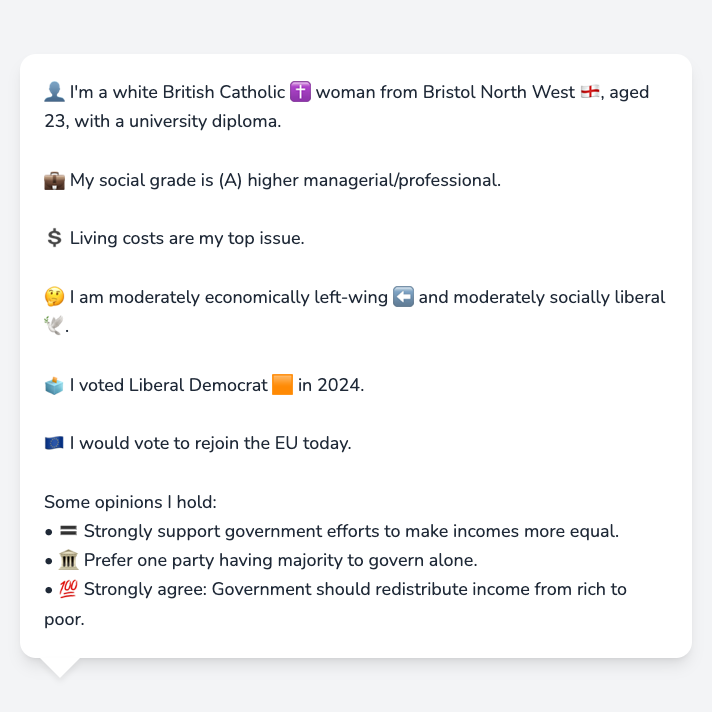 👤 I'm a white British Catholic ✝️ woman from Bristol North West 🏴󠁧󠁢󠁥󠁮󠁧󠁿, aged
23, with a university diploma.
💼 My social grade is (A) higher managerial/professional.
💲 Living costs are my top issue.
🤔 I am moderately economically left-wing ⬅️ and moderately socially liberal
🕊️.
🗳️ I voted Liberal Democrat 🟧 in 2024.
🇪🇺 I would vote to rejoin the EU today.
Some opinions I hold:
• 🟰 Strongly support government efforts to make incomes more equal.
• 🏛️ Prefer one party having majority to govern alone.
• 💯 Strongly agree: Government should redistribute income from rich to
poor.